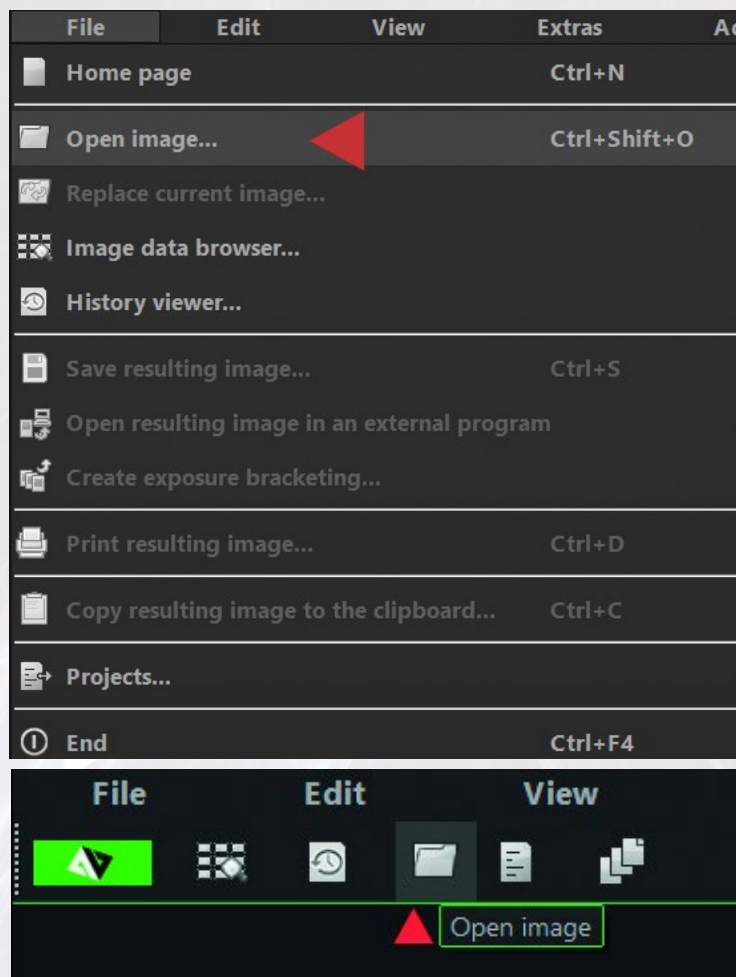 File Edit View Extras Ac
Home page Ctrl+N
Open image... Ctrl+Shift+O
Replace current image...
Image data browser...
History viewer...
Save resulting image... Ctrl+S
Open resulting image in an external program
Create exposure bracketing...
Print resulting image... Ctrl+D
Copy resulting image to the clipboard... Ctrl+C
Projects...
End Ctrl+F4
File Edit View
Open image